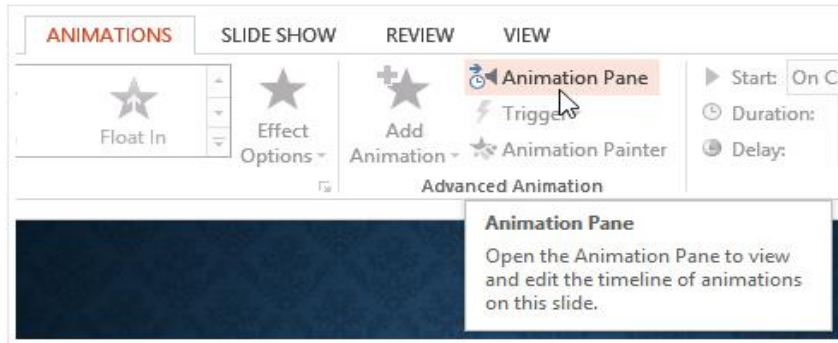 ANIMATIONS SLIDE SHOW REVIEW VIEW
Float In
Effect
Options
Add
Animation
Animation Pane
Trigger
Animation Painter
Advanced Animation
Start: On C
Duration:
Delay:
Animation Pane
Open the Animation Pane to view
and edit the timeline of animations
on this slide.